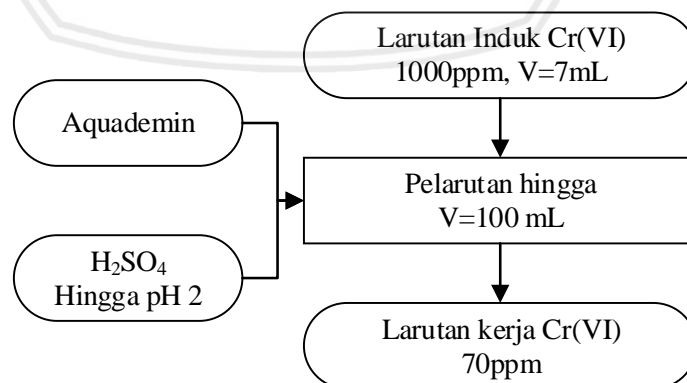 Larutan Induk Cr(VI)
1000ppm, V=7mL
Aquademin
Pelarutan hingga
V=100 mL
H₂SO₄
Hingga pH 2
Larutan kerja Cr(VI)
70ppm